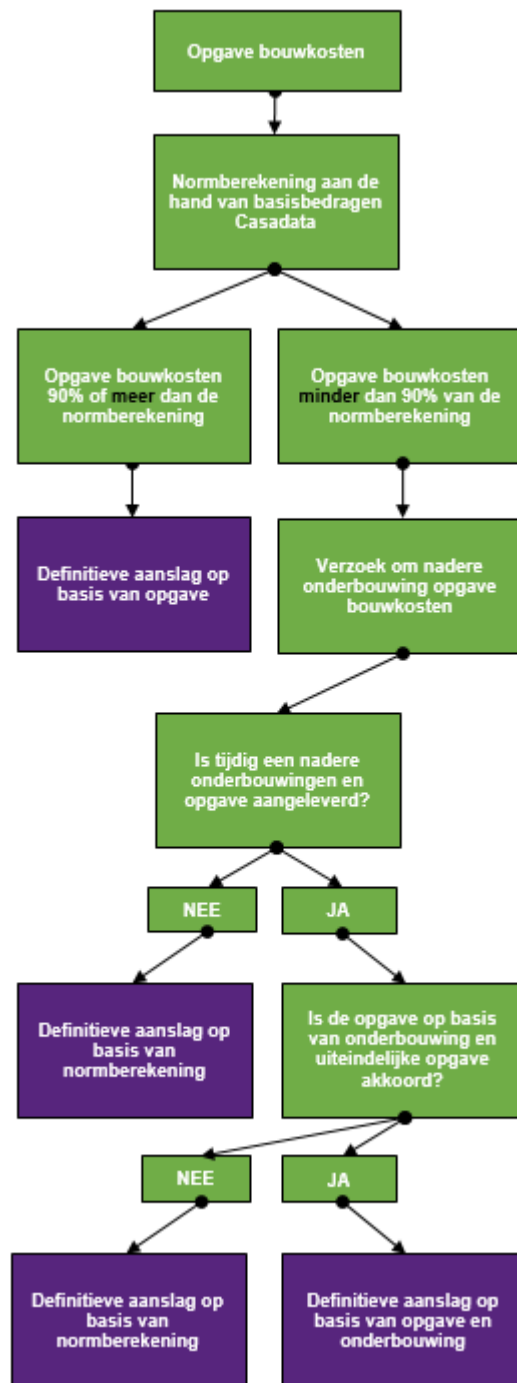 Opgave bouwkosten
Normberekening aan de
hand van basisbedragen
Casadata
Opgave bouwkosten
90% of meer dan de
normberekening
Opgave bouwkosten
minder dan 90% van de
normberekening
Definitieve aanslag op
basis van opgave
Verzoek om nadere
onderbouwing opgave
bouwkosten
Is tijdig een nadere
onderbouwingen en
opgave aangeleverd?
NEE
JA
Definitieve aanslag op
basis van
normberekening
Is de opgave op basis
van onderbouwing en
uiteindelijke opgave
akkoord?
NEE
JA
Definitieve aanslag op
basis van
normberekening
Definitieve aanslag op
basis van opgave en
onderbouwing